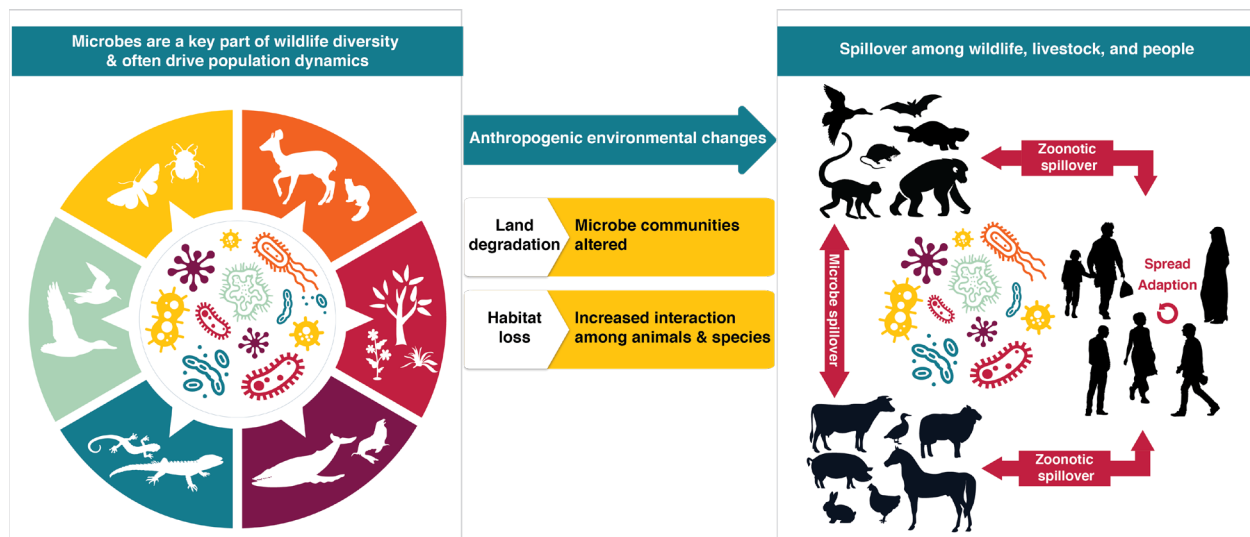 Microbes are a key part of wildlife diversity
& often drive population dynamics
Anthropogenic environmental changes
Land
degradation
Microbe communities
altered
Habitat
loss
Increased interaction
among animals & species
Spillover among wildlife, livestock, and people
Zoonotic
spillover
Microbe spillover
Spread
Adaption
Zoonotic
spillover